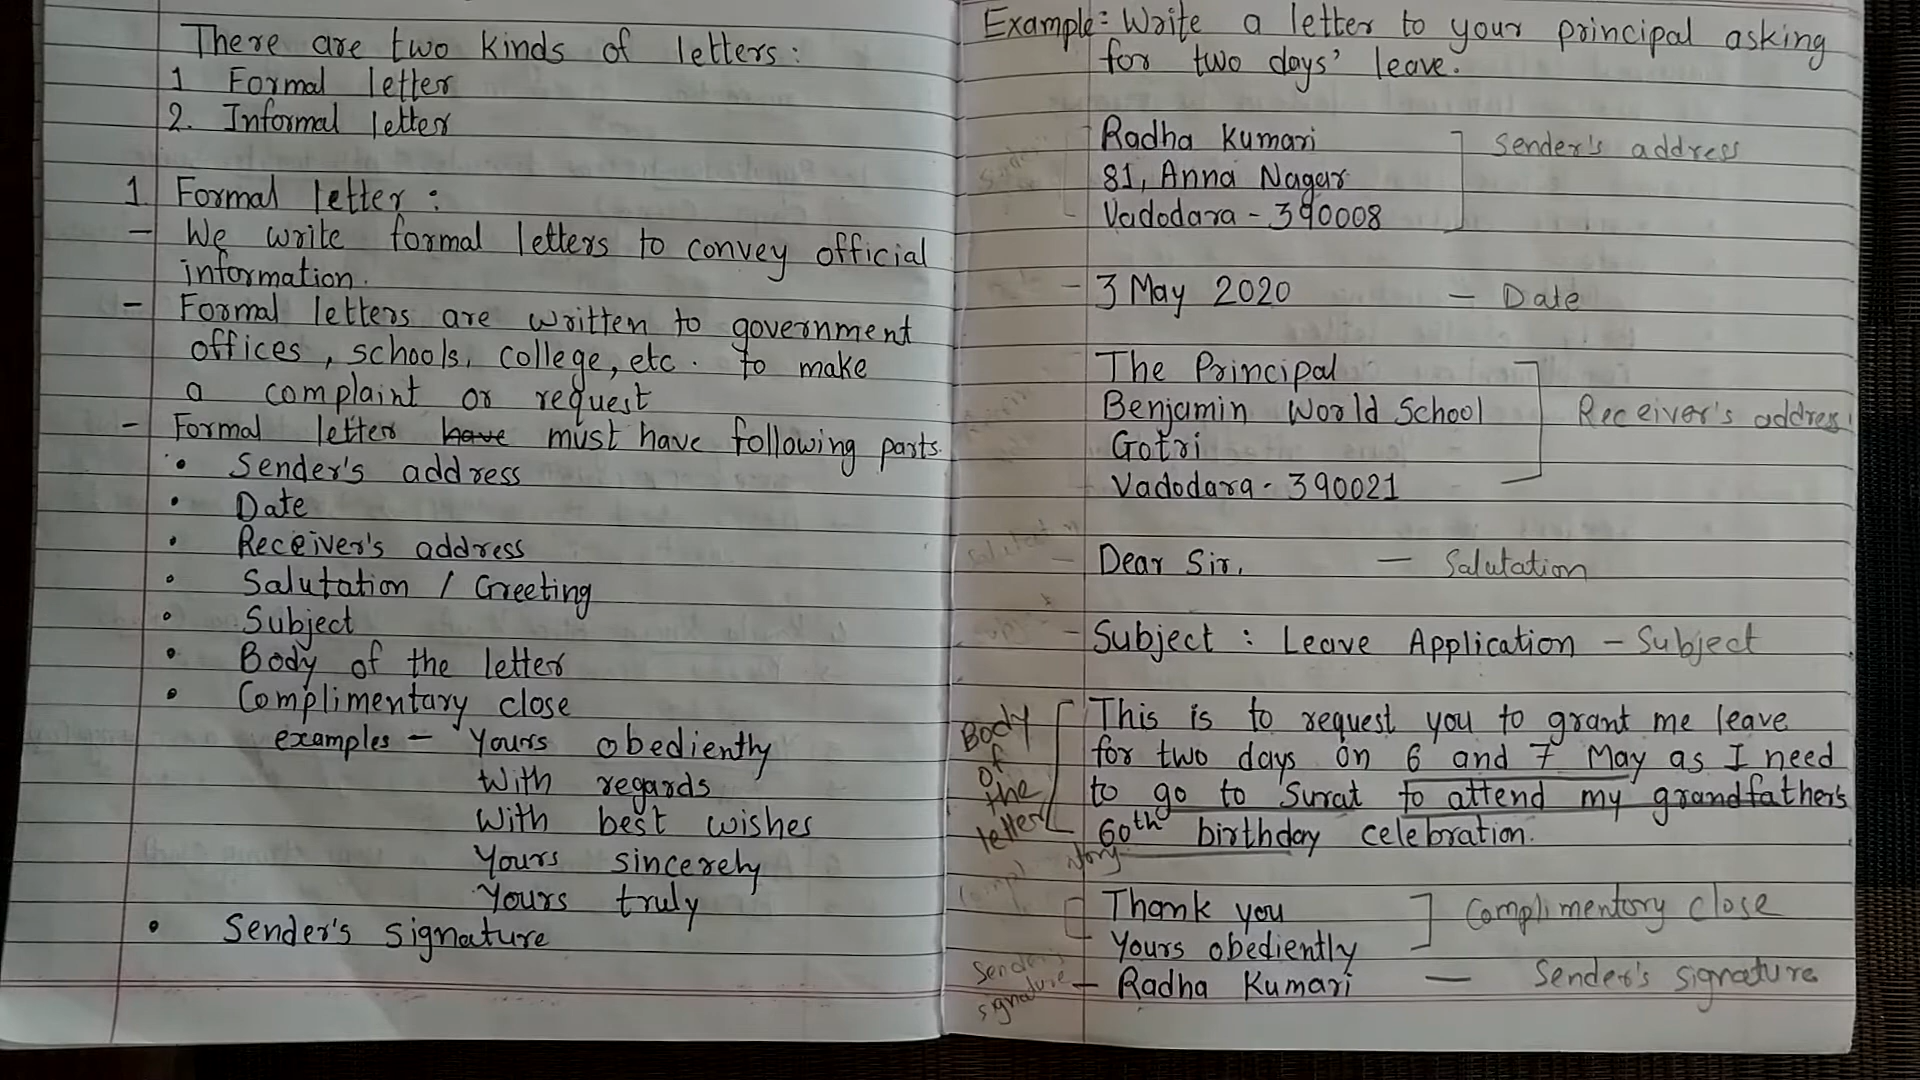 There are two kinds of letters :
1 Formal letter
2. Informal letter
1 Formal letter :
- We write formal letters to convey official
information.
- Formal letters are written to government
offices, schools, college, etc. to make
a complaint or request
- Formal letter have must have following parts.
• Sender's address
• Date
• Receiver's address
• Salutation / Greeting
• Subject
• Body of the letter
• Complimentary close
examples - Yours obediently
With regards
With best wishes
Yours sincerely
Yours truly
• Sender's signature
Example: Write a letter to your principal asking
for two days' leave.
Radha Kumari
81, Anna Nagar
Vadodara - 390008
Sender's address
- 3 May 2020 - Date
The Principal
Benjamin World School
Gotri
Vadodara - 390021
Receiver's address
Dear Sir, - Salutation
- Subject : Leave Application - Subject
Body
of
the
letter
This is to request you to grant me leave
for two days on 6 and 7 May as I need
to go to Surat to attend my grandfather's
60th birthday celebration.
Thank you
Yours obediently
Complimentory close
Sender's
signature
- Radha Kumari - Sender's signature